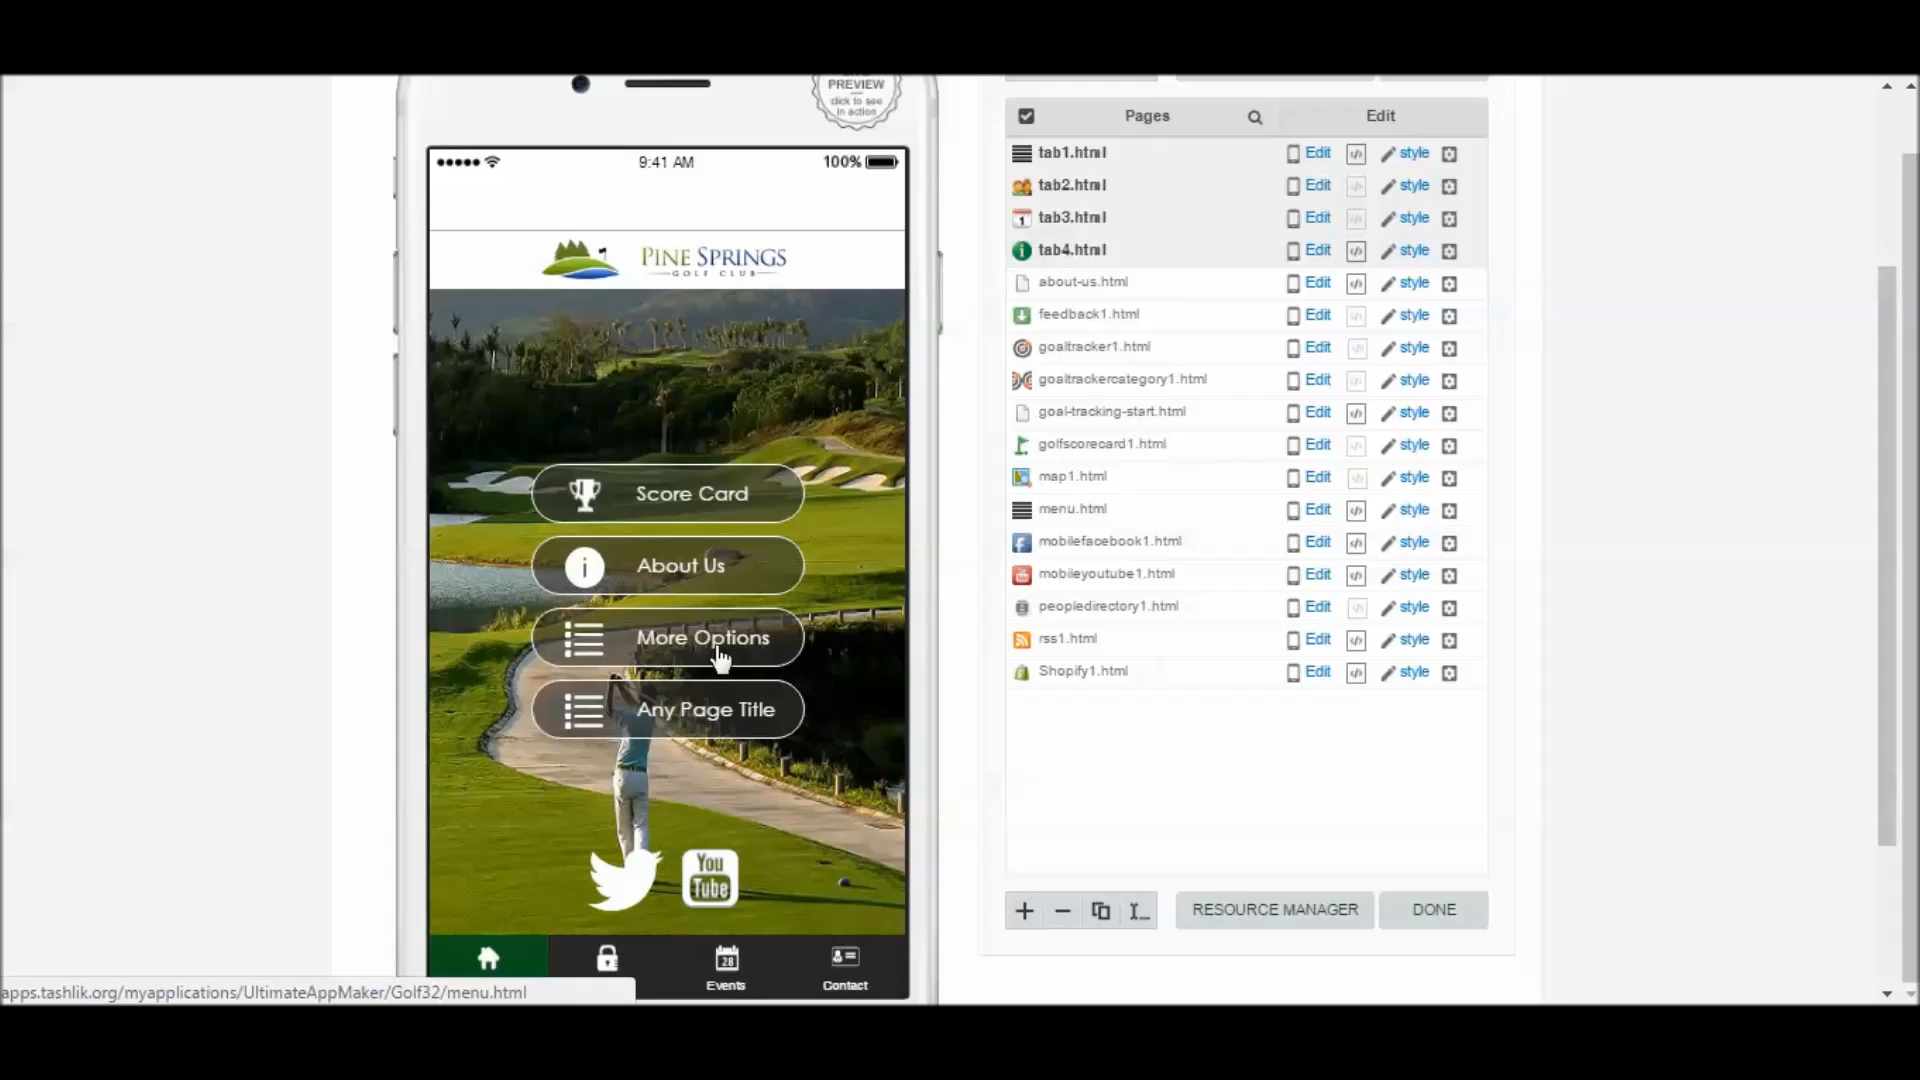 PREVIEW
click to see
in action
9:41 AM
100%
PINE SPRINGS
GOLF CLUB
Score Card
About Us
More Options
Any Page Title
You
Tube
28
Events
Contact
apps.tashlik.org/myapplications/UltimateAppMaker/Golf32/menu.html
Pages Edit
tab1.html Edit style
tab2.html Edit style
1 tab3.html Edit style
tab4.html Edit style
about-us.html Edit style
feedback1.html Edit style
goaltracker1.html Edit style
goaltrackercategory1.html Edit style
goal-tracking-start.html Edit style
golfscorecard1.html Edit style
map1.html Edit style
menu.html Edit style
mobilefacebook1.html Edit style
mobileyoutube1.html Edit style
peopledirectory1.html Edit style
rss1.html Edit style
Shopify1.html Edit style
RESOURCE MANAGER DONE